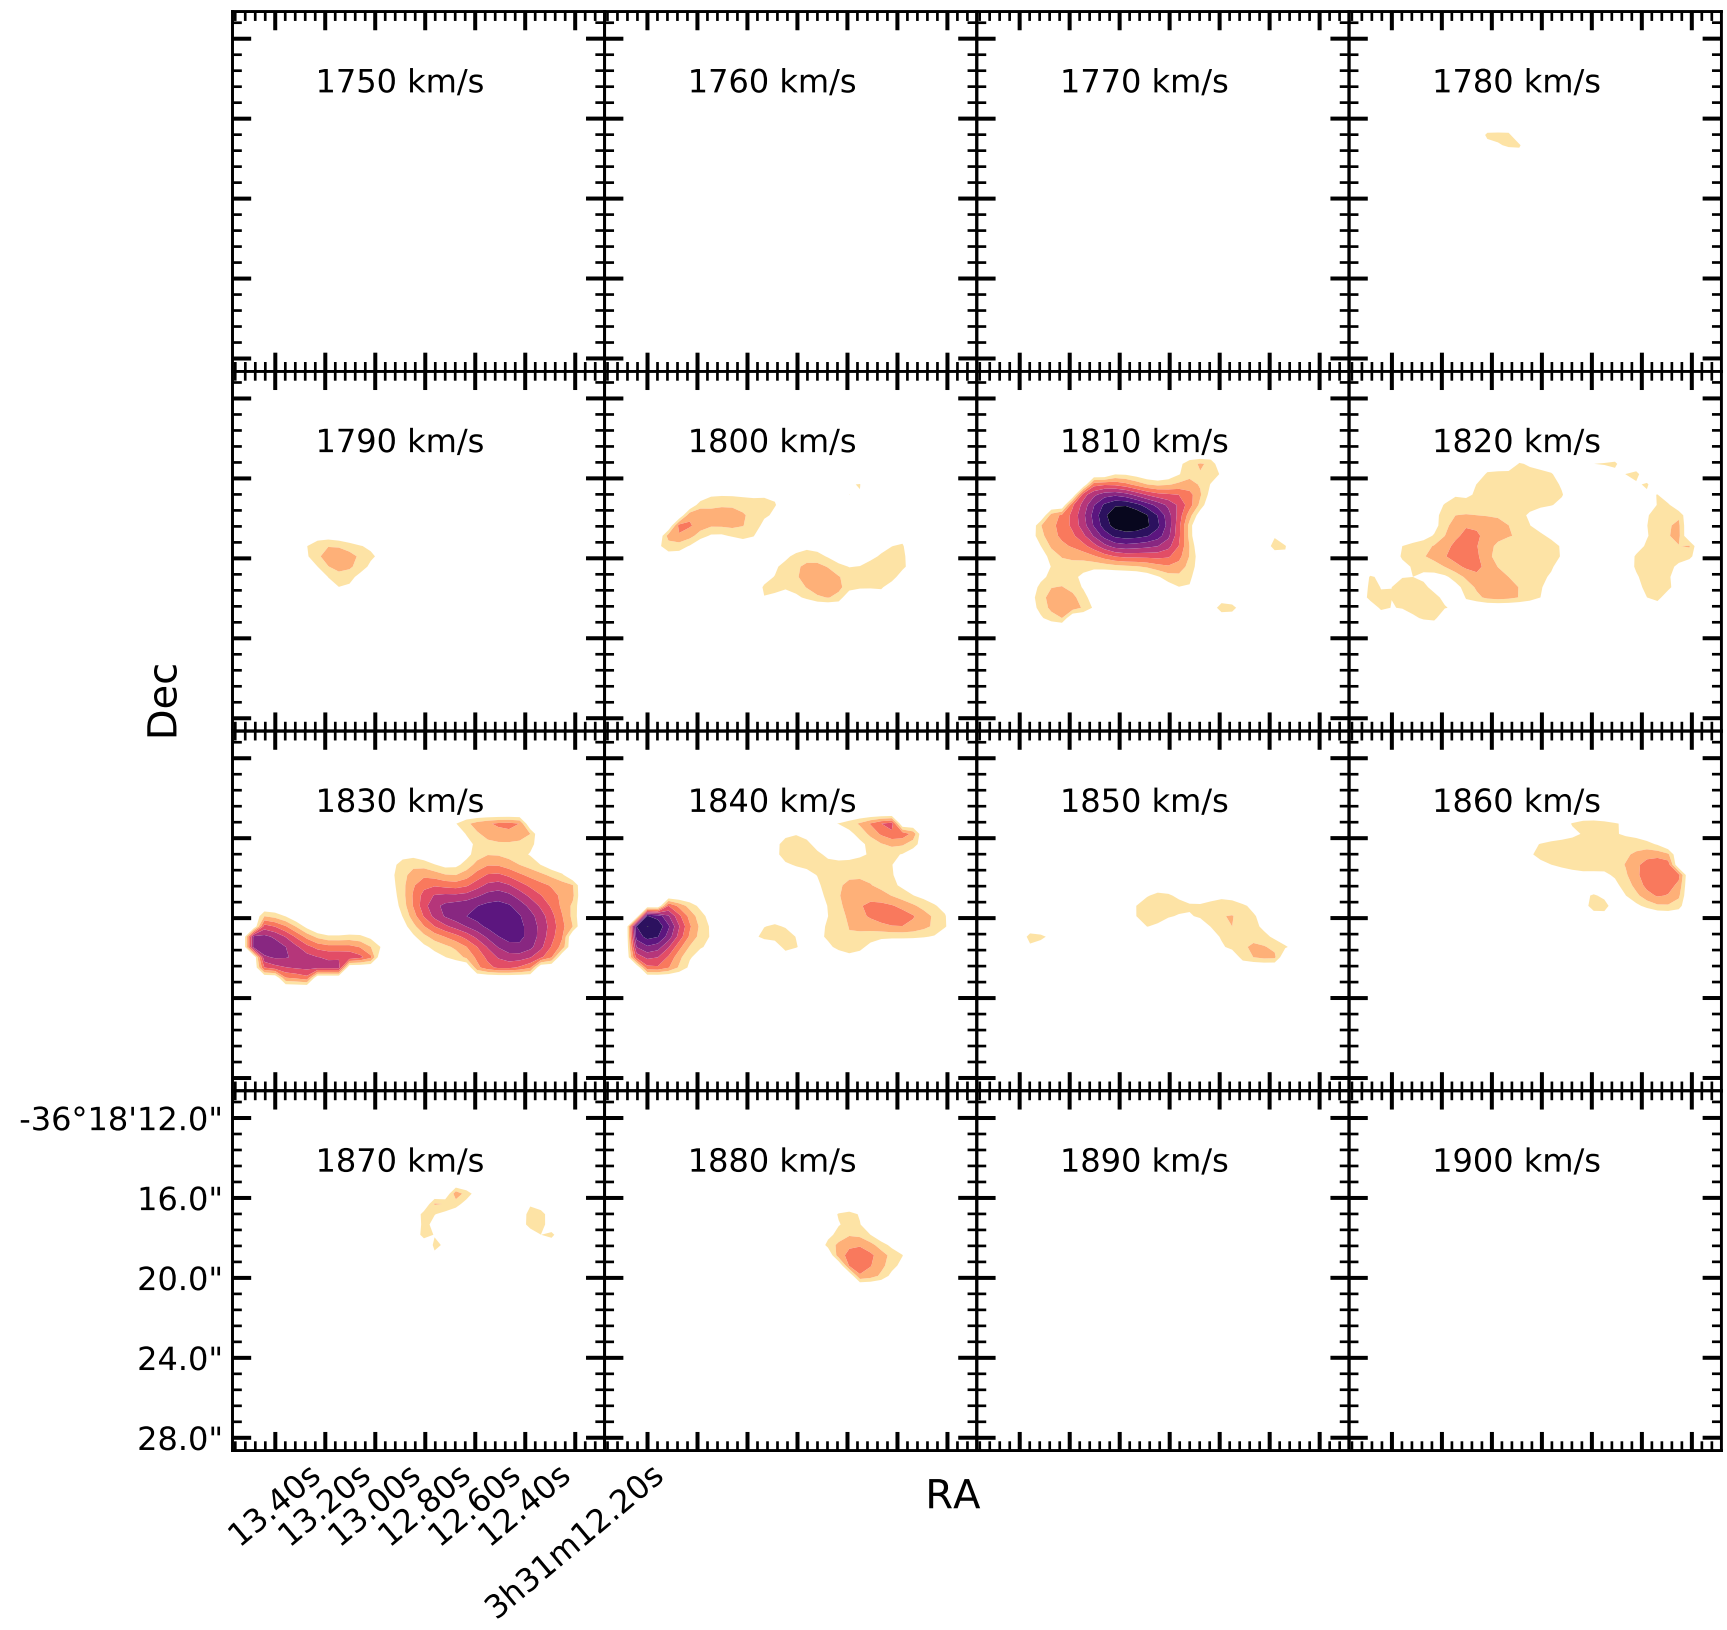 1750 km/s
1760 km/s
1770 km/s
1780 km/s
1790 km/s
1800 km/s
1810 km/s
1820 km/s
Dec
1830 km/s
1840 km/s
1850 km/s
1860 km/s
-36°18'12.0"
1870 km/s
1880 km/s
1890 km/s
1900 km/s
16.0"
20.0"
24.0"
28.0"
13.40s
13.20s
13.00s
12.80s
12.60s
12.40s
3h31m12.20s
RA